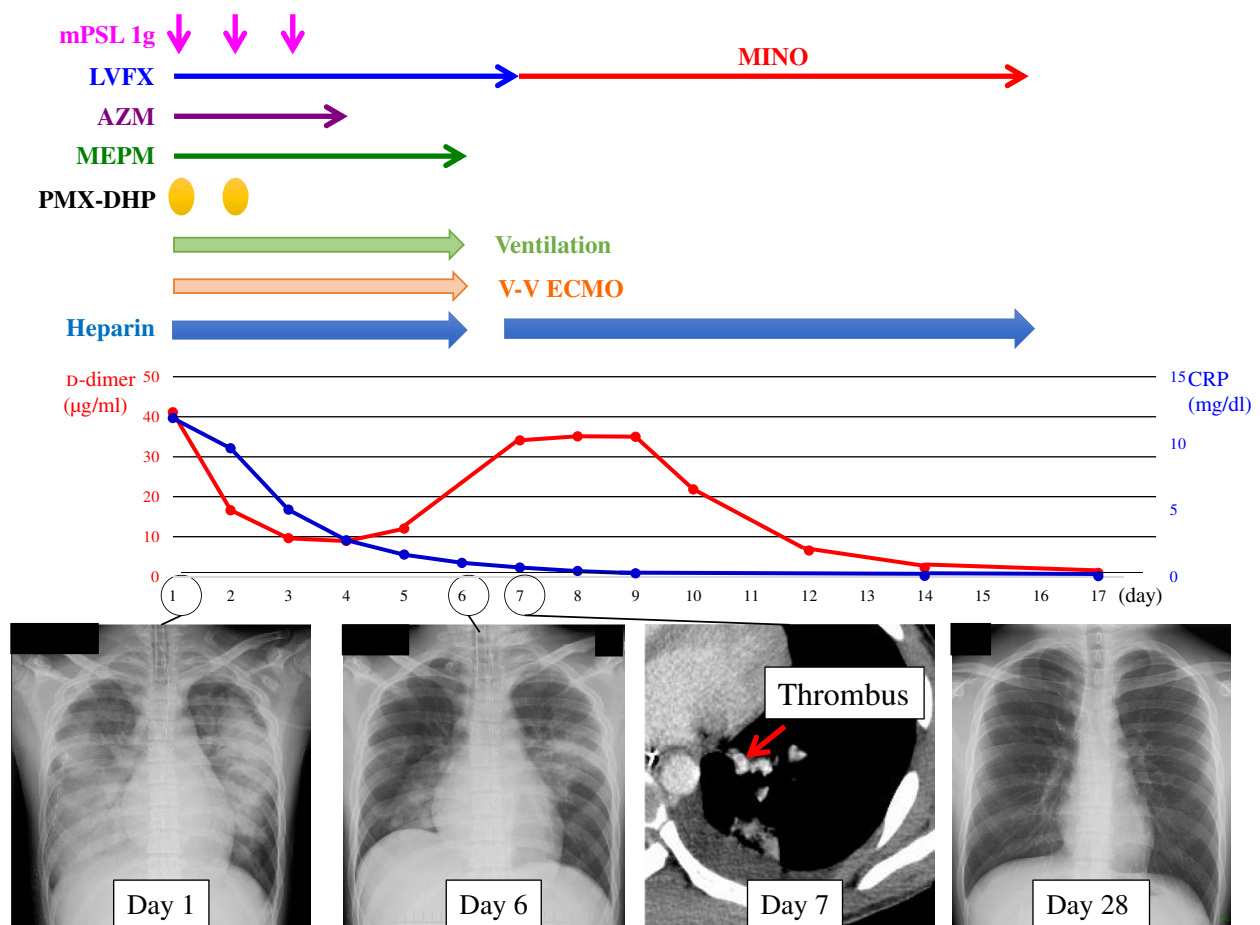 mPSL 1g
LVFX
MINO
AZM
MEPM
PMX-DHP
Ventilation
V-V ECMO
Heparin
D-dimer
(µg/ml)
50
40
30
20
10
0
15
10
5
0
CRP
(mg/dl)
1 2 3 4 5 6 7 8 9 10 11 12 13 14 15 16 17 (day)
Thrombus
Day 1
Day 6
Day 7
Day 28